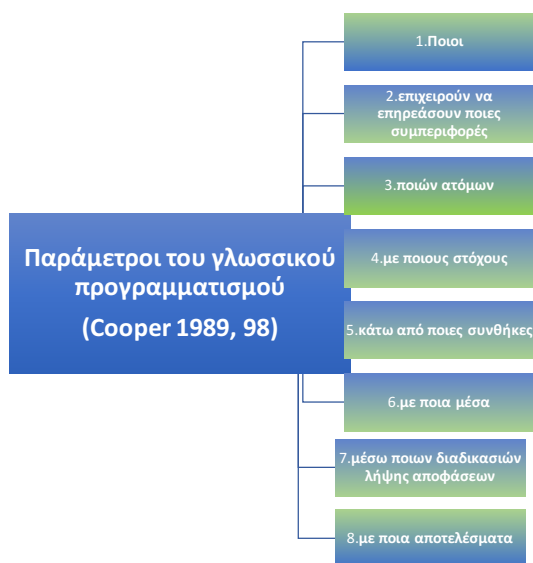 1.Ποιοι
2.επιχειρούν να
επηρεάσουν ποιες
συμπεριφορές
3.ποιών ατόμων
Παράμετροι του γλωσσικού
προγραμματισμού
(Cooper 1989, 98)
4.με ποιους στόχους
5.κάτω από ποιες συνθήκες
6.με ποια μέσα
7.μέσω ποιων διαδικασιών
λήψης αποφάσεων
8.με ποια αποτελέσματα